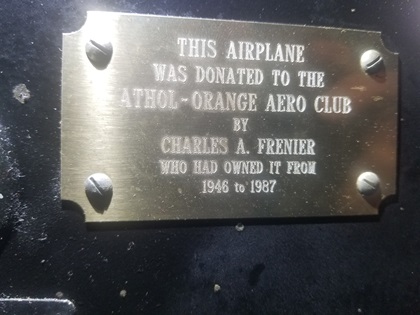 THIS AIRPLANE
WAS DONATED TO THE
ATHOL-ORANGE AERO CLUB
BY
CHARLES A. FRENIER
WHO HAD OWNED IT FROM
1946 to 1987